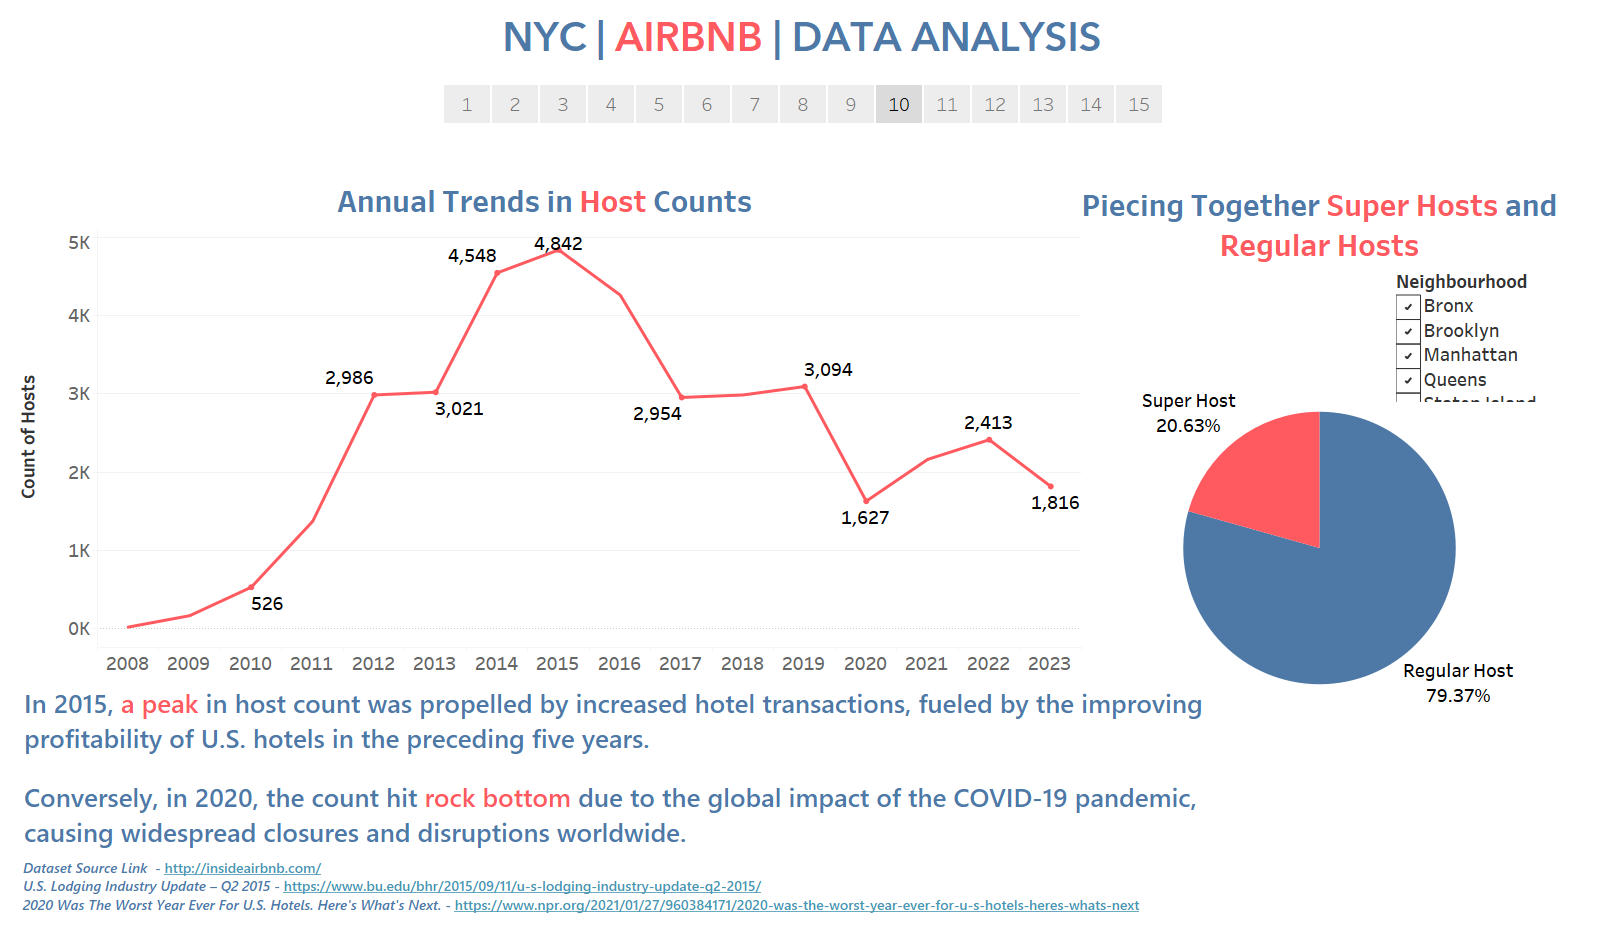 NYC | AIRBNB | DATA ANALYSIS
1 2 3 4 5 6 7 8 9 10 11 12 13 14 15
Annual Trends in Host Counts
5K
4K
3K
2K
1K
0K
Count of Hosts
526
2,986
3,021
4,548
4,842
2,954
3,094
1,627
2,413
1,816
2008 2009 2010 2011 2012 2013 2014 2015 2016 2017 2018 2019 2020 2021 2022 2023
Piecing Together Super Hosts and
Regular Hosts
Neighbourhood
Bronx
Brooklyn
Manhattan
Queens
Staten Island
Super Host
20.63%
Regular Host
79.37%
In 2015, a peak in host count was propelled by increased hotel transactions, fueled by the improving
profitability of U.S. hotels in the preceding five years.
Conversely, in 2020, the count hit rock bottom due to the global impact of the COVID-19 pandemic,
causing widespread closures and disruptions worldwide.
Dataset Source Link - http://insideairbnb.com/
U.S. Lodging Industry Update – Q2 2015 - https://www.bu.edu/bhr/2015/09/11/u-s-lodging-industry-update-q2-2015/
2020 Was The Worst Year Ever For U.S. Hotels. Here's What's Next. - https://www.npr.org/2021/01/27/960384171/2020-was-the-worst-year-ever-for-u-s-hotels-heres-whats-next